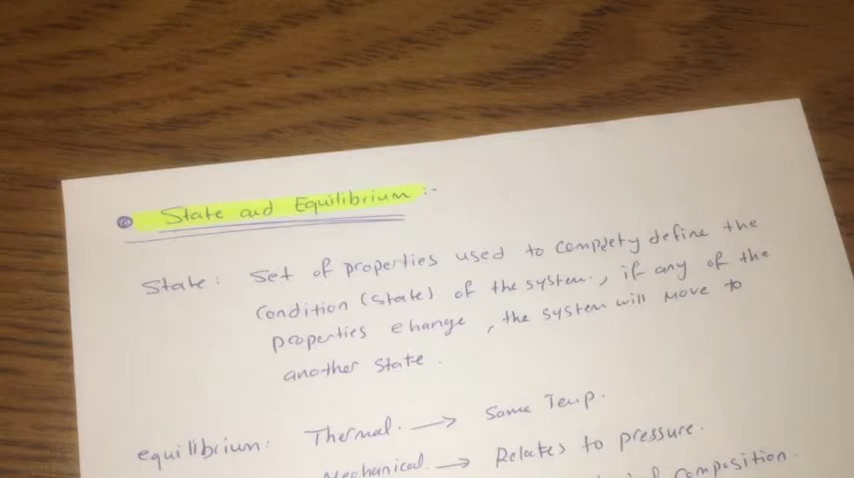 State and Equilibrium :-
State: Set of properties used to complety define the
Condition (State) of the system., if any of the
properties change, the system will move to
another state.
equilibrium: Thermal. → Same Temp.
Mechanical. → Relates to pressure.
composition.